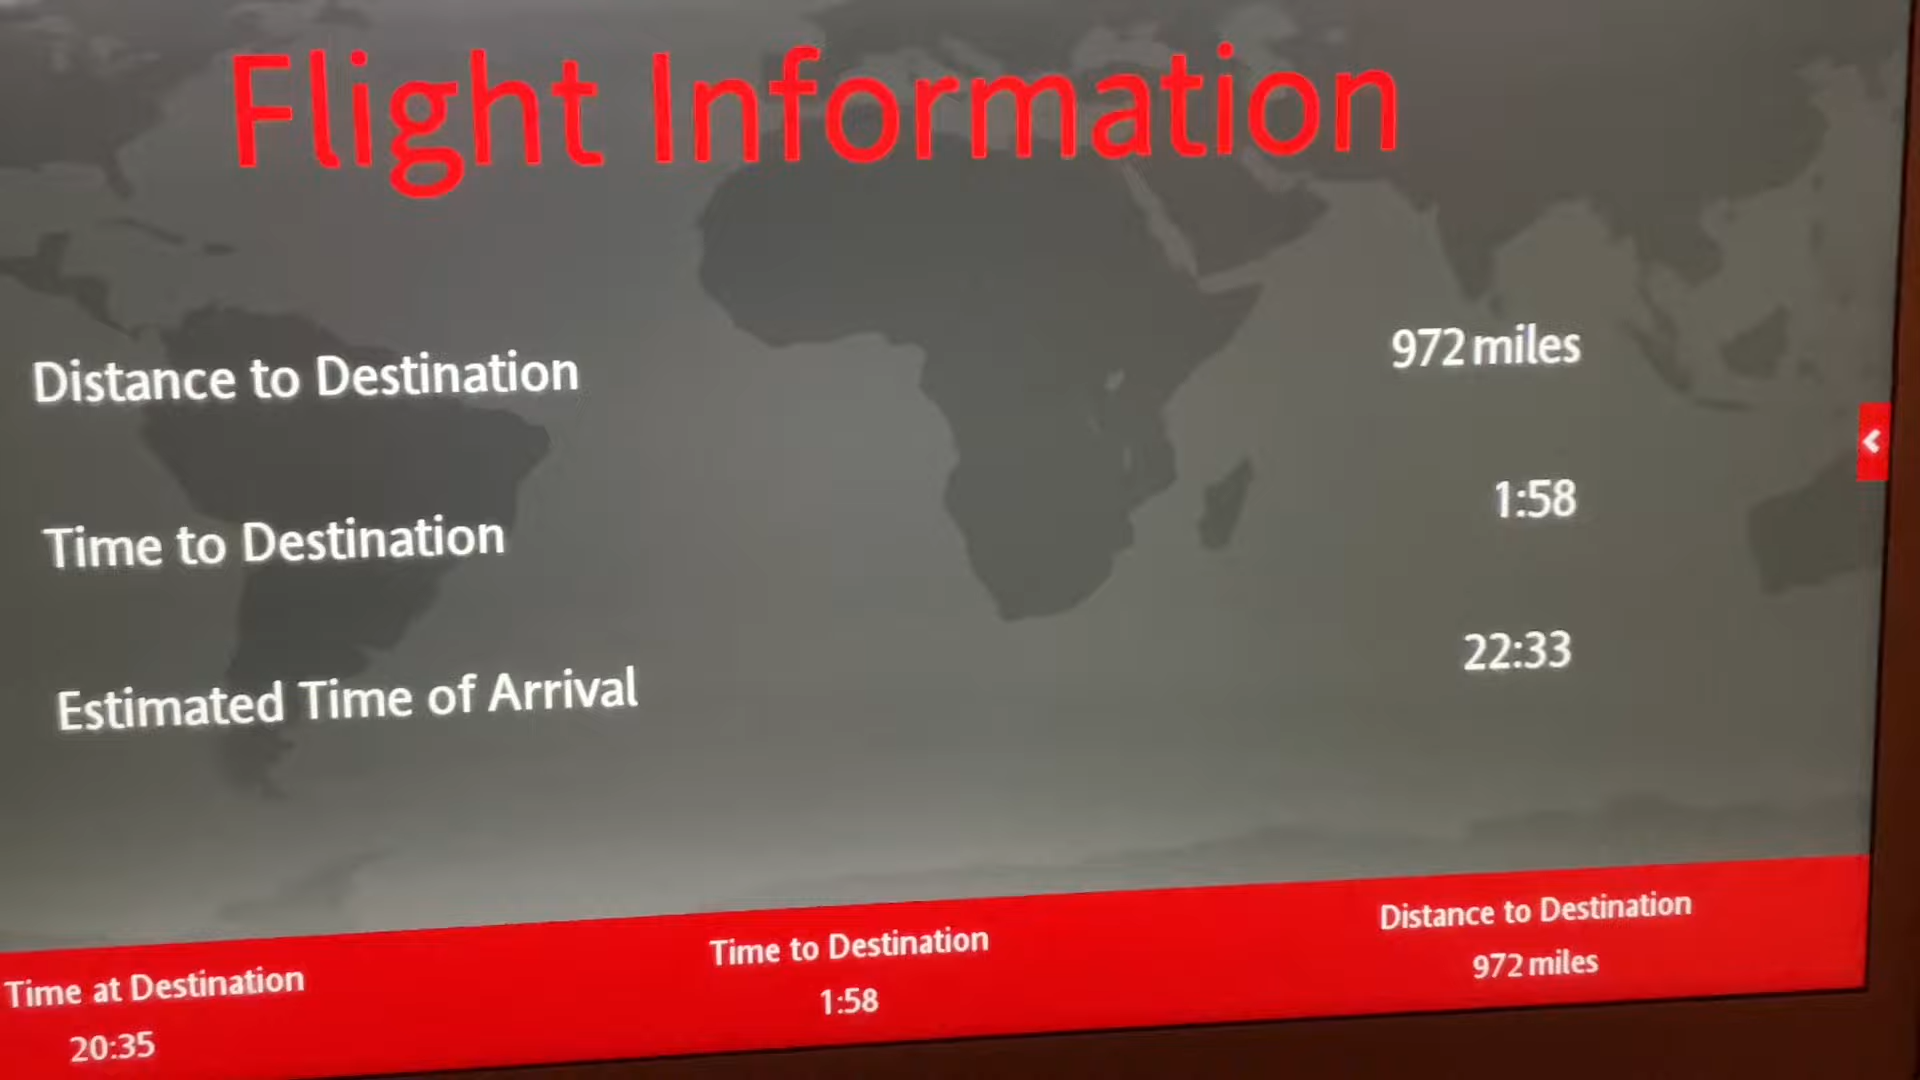 Flight Information
Distance to Destination 972 miles
Time to Destination 1:58
Estimated Time of Arrival 22:33
Time at Destination
20:35
Time to Destination
1:58
Distance to Destination
972 miles